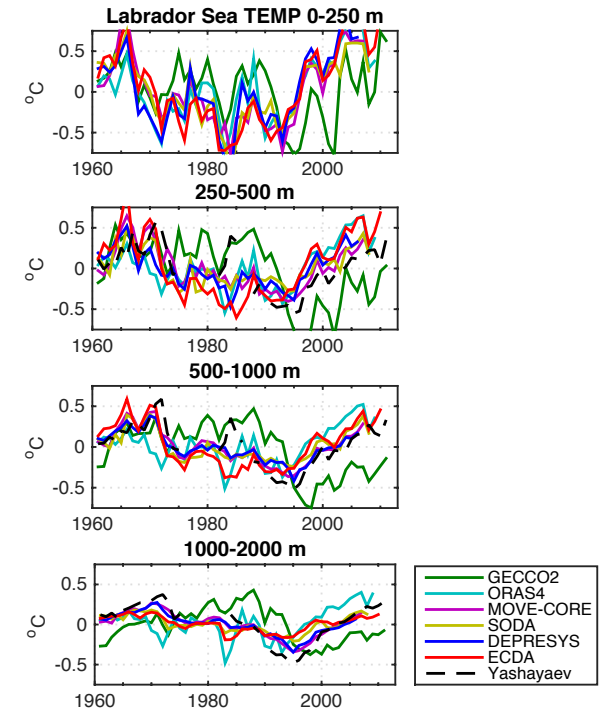 Labrador Sea TEMP 0-250 m
0.5
0
-0.5
°C
1960
1980
2000
250-500 m
0.5
0
-0.5
°C
1960
1980
2000
500-1000 m
0.5
0
-0.5
°C
1960
1980
2000
1000-2000 m
0.5
0
-0.5
°C
1960
1980
2000
GECCO2
ORAS4
MOVE-CORE
SODA
DEPRESYS
ECDA
Yashayaev